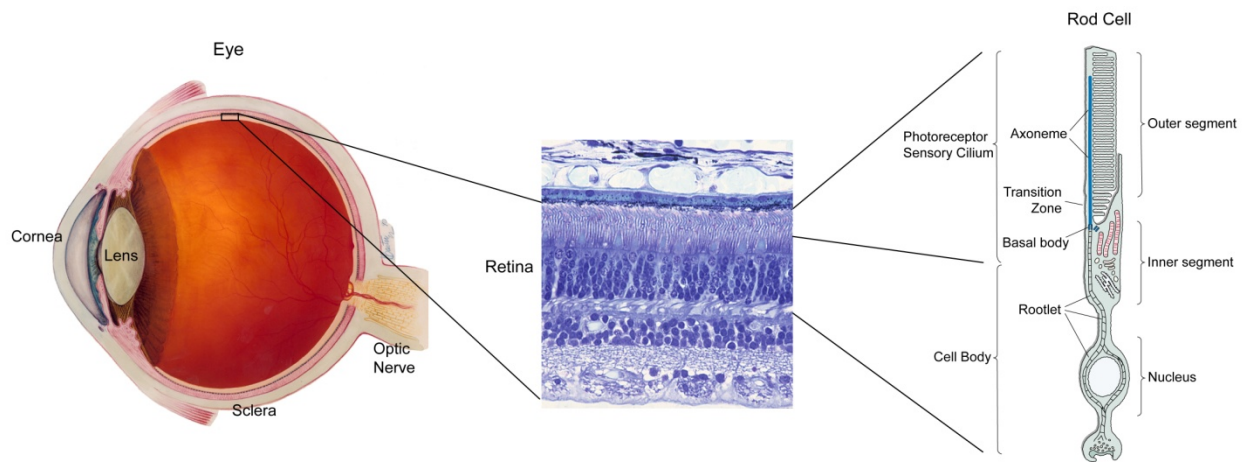 Eye
Cornea
Lens
Optic
Nerve
Sclera
Retina
Rod Cell
Photoreceptor
Sensory Cilium
Axoneme
Transition
Zone
Basal body
Rootlet
Cell Body
Outer segment
Inner segment
Nucleus